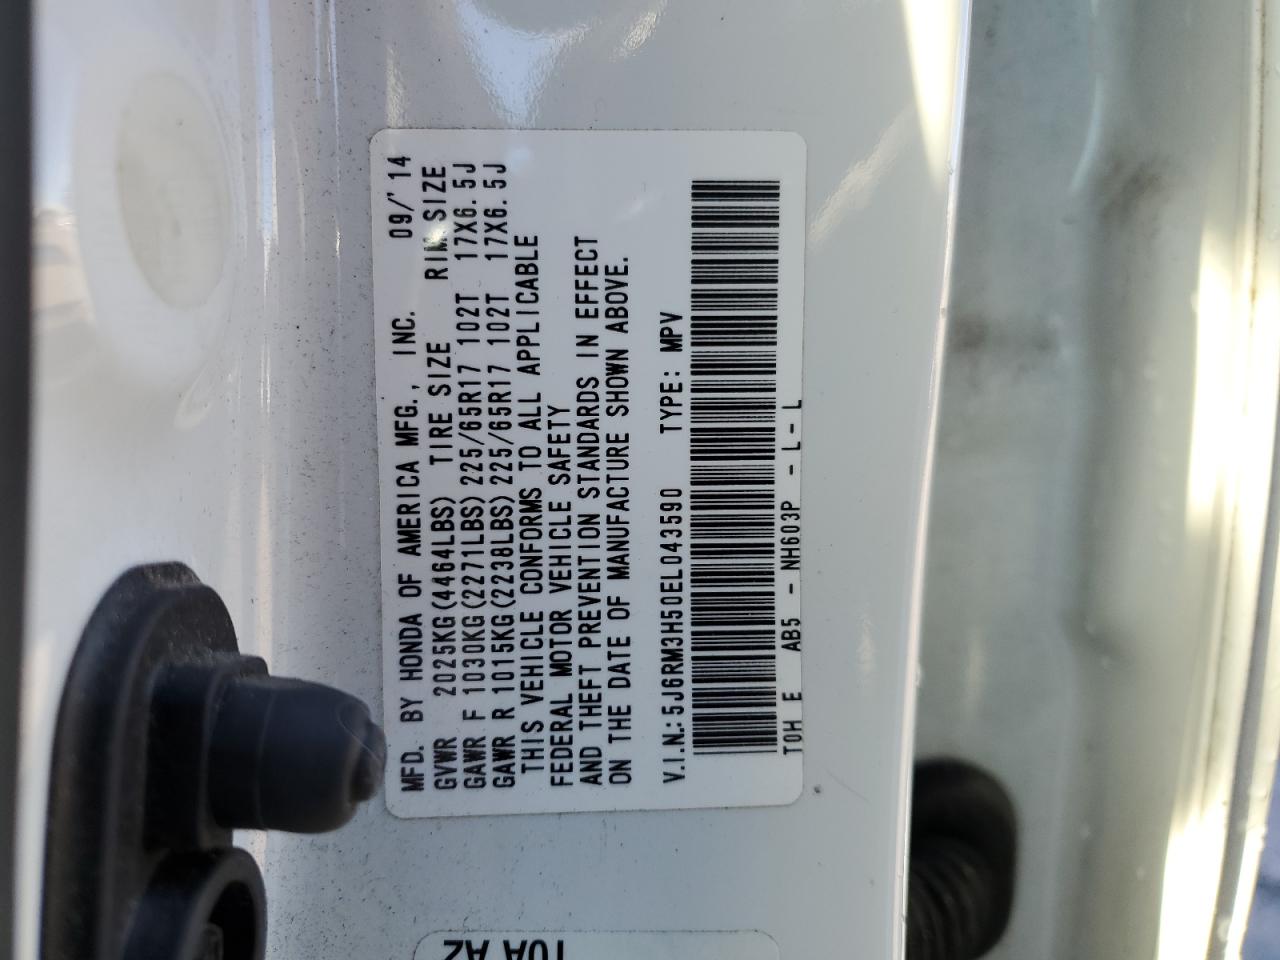 MFD. BY HONDA OF AMERICA MFG., INC. 09/'14
GVWR 2025KG(4464LBS) TIRE SIZE RIM SIZE
GAWR F 1030KG(2271LBS) 225/65R17 102T 17X6.5J
GAWR R 1015KG(2238LBS) 225/65R17 102T 17X6.5J
THIS VEHICLE CONFORMS TO ALL APPLICABLE
FEDERAL MOTOR VEHICLE SAFETY
AND THEFT PREVENTION STANDARDS IN EFFECT
ON THE DATE OF MANUFACTURE SHOWN ABOVE.
V.I.N.: 5J6RM3H50EL043590 TYPE: MPV
TOH E AB5 - NH603P - L - L
T0A A2